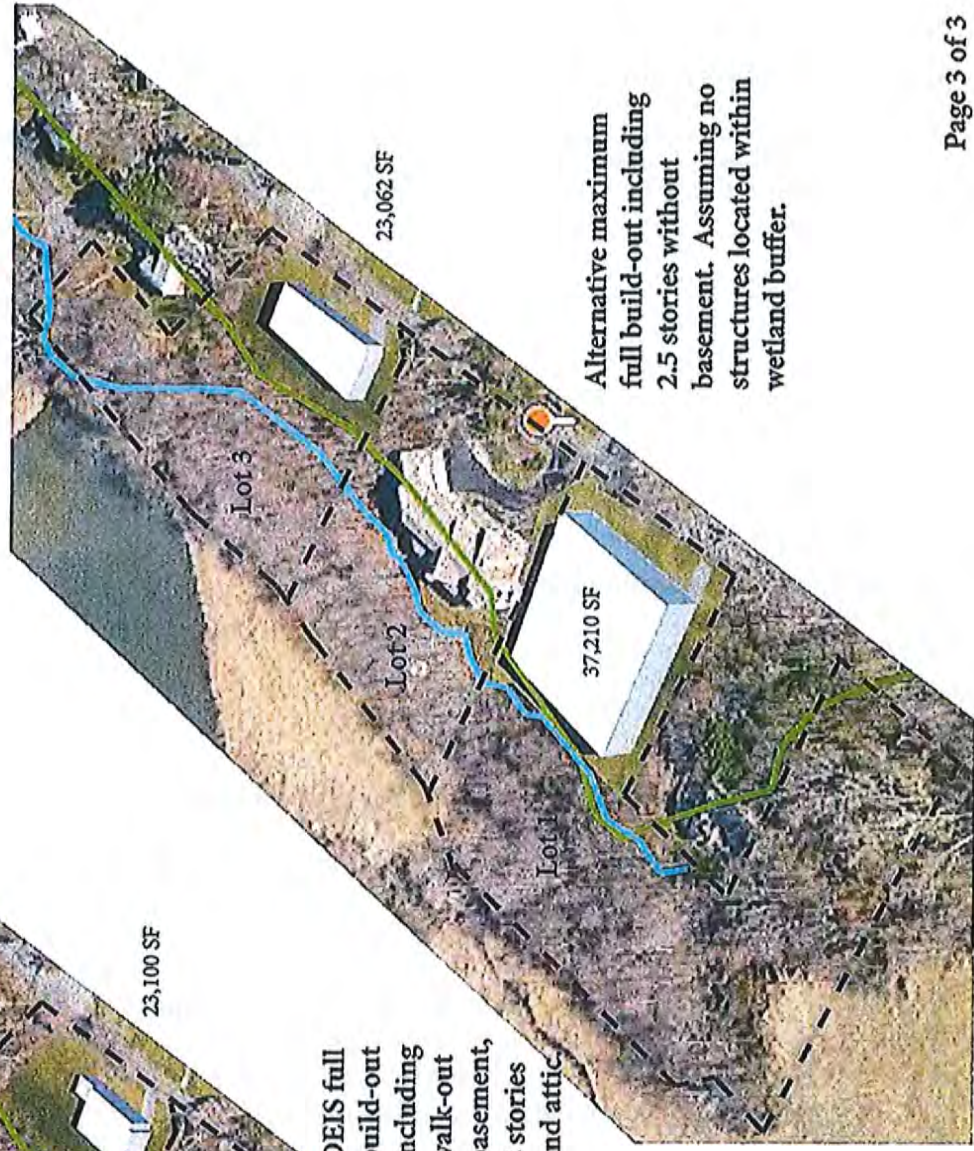 23,100 SF
DEIS full
build-out
including
walk-out
basement,
stories
and attic.
Lot 3
Lot 2
Lot 1
23,062 SF
37,210 SF
Alternative maximum
full build-out including
2.5 stories without
basement. Assuming no
structures located within
wetland buffer.
Page 3 of 3